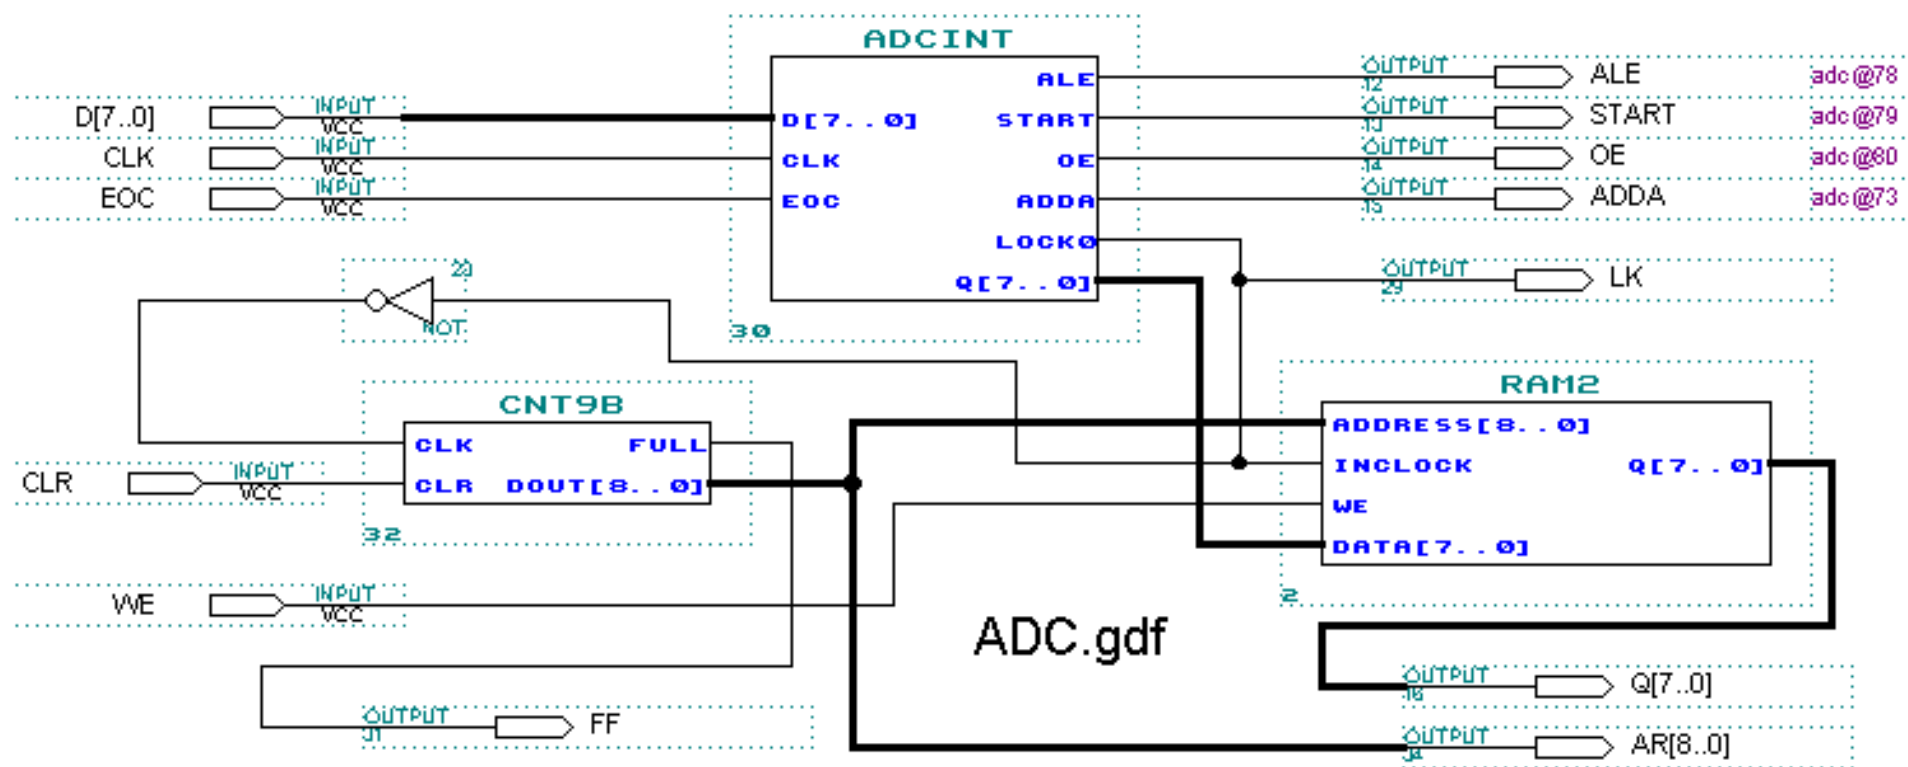 ADCINT
ALE
OUTPUT
12
ALE
adc@78
D[7..0]
INPUT
VCC
D[7..0]
START
OUTPUT
13
START
adc@79
CLK
INPUT
VCC
CLK
OE
OUTPUT
14
OE
adc@80
EOC
INPUT
VCC
EOC
ADDA
OUTPUT
15
ADDA
adc@73
LOCK0
Q[7..0]
30
OUTPUT
29
LK
NOT
CNT9B
CLK
FULL
CLR
INPUT
VCC
CLR
DOUT[8..0]
32
RAM2
ADDRESS[8..0]
INCLOCK
Q[7..0]
WE
DATA[7..0]
2
WE
INPUT
VCC
ADC.gdf
OUTPUT
16
Q[7..0]
OUTPUT
31
FF
OUTPUT
34
AR[8..0]